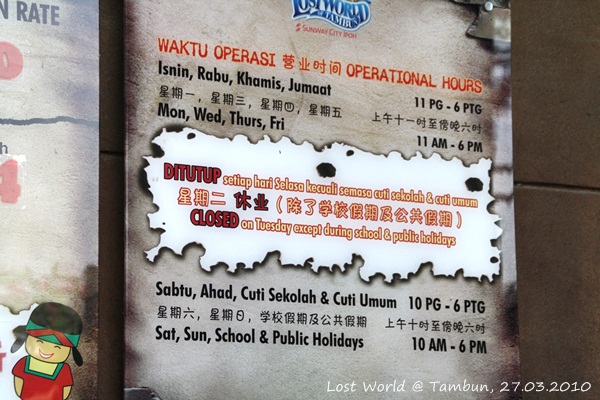 N RATE
LOST WORLD
OF TAMBUN
SUNWAY CITY IPOH
WAKTU OPERASI 营业时间 OPERATIONAL HOURS
Isnin, Rabu, Khamis, Jumaat 11 PG - 6 PTG
星期一，星期三，星期四，星期五 上午十一时至傍晚六时
Mon, Wed, Thurs, Fri 11 AM - 6 PM
DITUTUP setiap hari Selasa kecuali semasa cuti sekolah & cuti umum
星期二 休业（除了学校假期及公共假期）
CLOSED on Tuesday except during school & public holidays
Sabtu, Ahad, Cuti Sekolah & Cuti Umum 10 PG - 6 PTG
星期六，星期日，学校假期及公共假期 上午十时至傍晚六时
Sat, Sun, School & Public Holidays 10 AM - 6 PM
Lost World @ Tambun, 27.03.2010